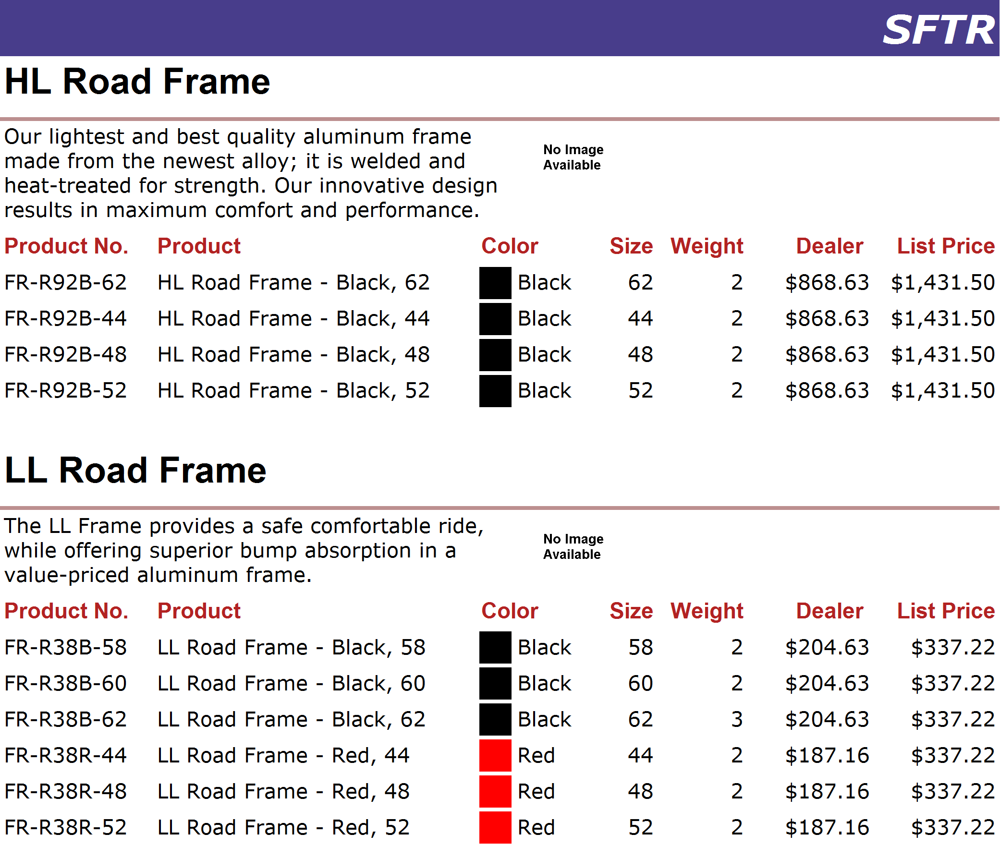 SFTR
HL Road Frame
Our lightest and best quality aluminum frame
made from the newest alloy; it is welded and
heat-treated for strength. Our innovative design
results in maximum comfort and performance.
No Image
Available
Product No. Product Color Size Weight Dealer List Price
FR-R92B-62 HL Road Frame - Black, 62 Black 62 2 $868.63 $1,431.50
FR-R92B-44 HL Road Frame - Black, 44 Black 44 2 $868.63 $1,431.50
FR-R92B-48 HL Road Frame - Black, 48 Black 48 2 $868.63 $1,431.50
FR-R92B-52 HL Road Frame - Black, 52 Black 52 2 $868.63 $1,431.50
LL Road Frame
The LL Frame provides a safe comfortable ride,
while offering superior bump absorption in a
value-priced aluminum frame.
No Image
Available
Product No. Product Color Size Weight Dealer List Price
FR-R38B-58 LL Road Frame - Black, 58 Black 58 2 $204.63 $337.22
FR-R38B-60 LL Road Frame - Black, 60 Black 60 2 $204.63 $337.22
FR-R38B-62 LL Road Frame - Black, 62 Black 62 3 $204.63 $337.22
FR-R38R-44 LL Road Frame - Red, 44 Red 44 2 $187.16 $337.22
FR-R38R-48 LL Road Frame - Red, 48 Red 48 2 $187.16 $337.22
FR-R38R-52 LL Road Frame - Red, 52 Red 52 2 $187.16 $337.22